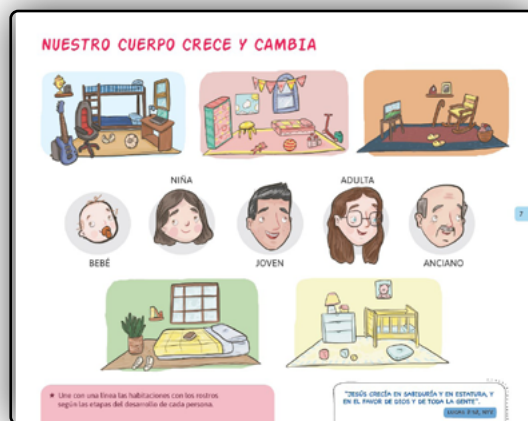 NUESTRO CUERPO CRECE Y CAMBIA
NIÑA
ADULTA
7
BEBÉ
JOVEN
ANCIANO
Une con una línea las habitaciones con los rostros
según las etapas del desarrollo de cada persona.
"JESÚS CRECÍA EN SABIDURÍA Y EN ESTATURA, Y
EN EL FAVOR DE DIOS Y DE TODA LA GENTE".